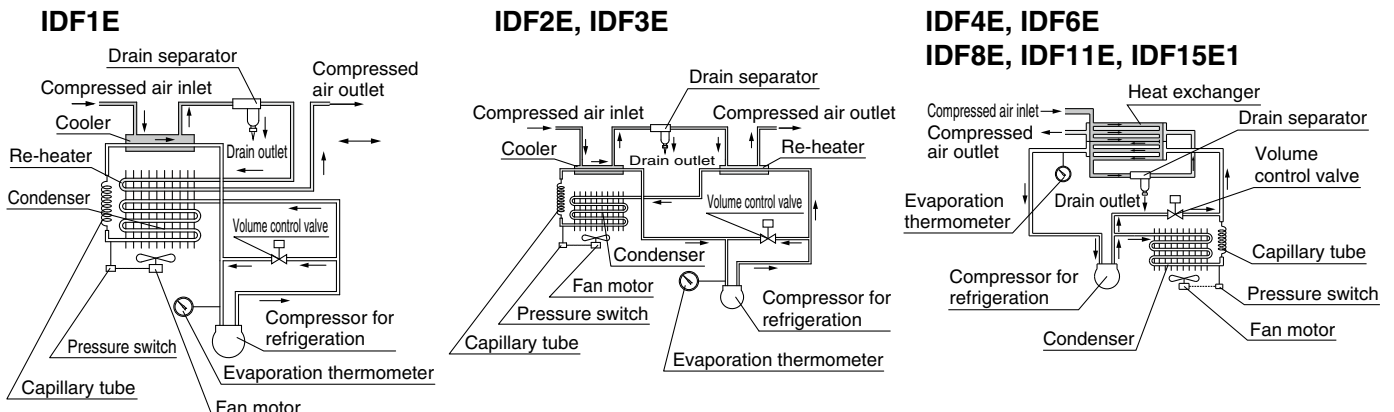 IDF1E
Drain separator
Compressed air inlet
Compressed
air outlet
Cooler
Drain outlet
Re-heater
Condenser
Volume control valve
Compressor for
refrigeration
Pressure switch
Evaporation thermometer
Capillary tube
Fan motor
IDF2E, IDF3E
Drain separator
Compressed air inlet
Compressed air outlet
Cooler
Drain outlet
Re-heater
Volume control valve
Condenser
Fan motor
Pressure switch
Compressor for
refrigeration
Capillary tube
Evaporation thermometer
IDF4E, IDF6E
IDF8E, IDF11E, IDF15E1
Heat exchanger
Compressed air inlet
Drain separator
Compressed
air outlet
Volume
control valve
Evaporation
thermometer
Drain outlet
Capillary tube
Compressor for
refrigeration
Pressure switch
Fan motor
Condenser